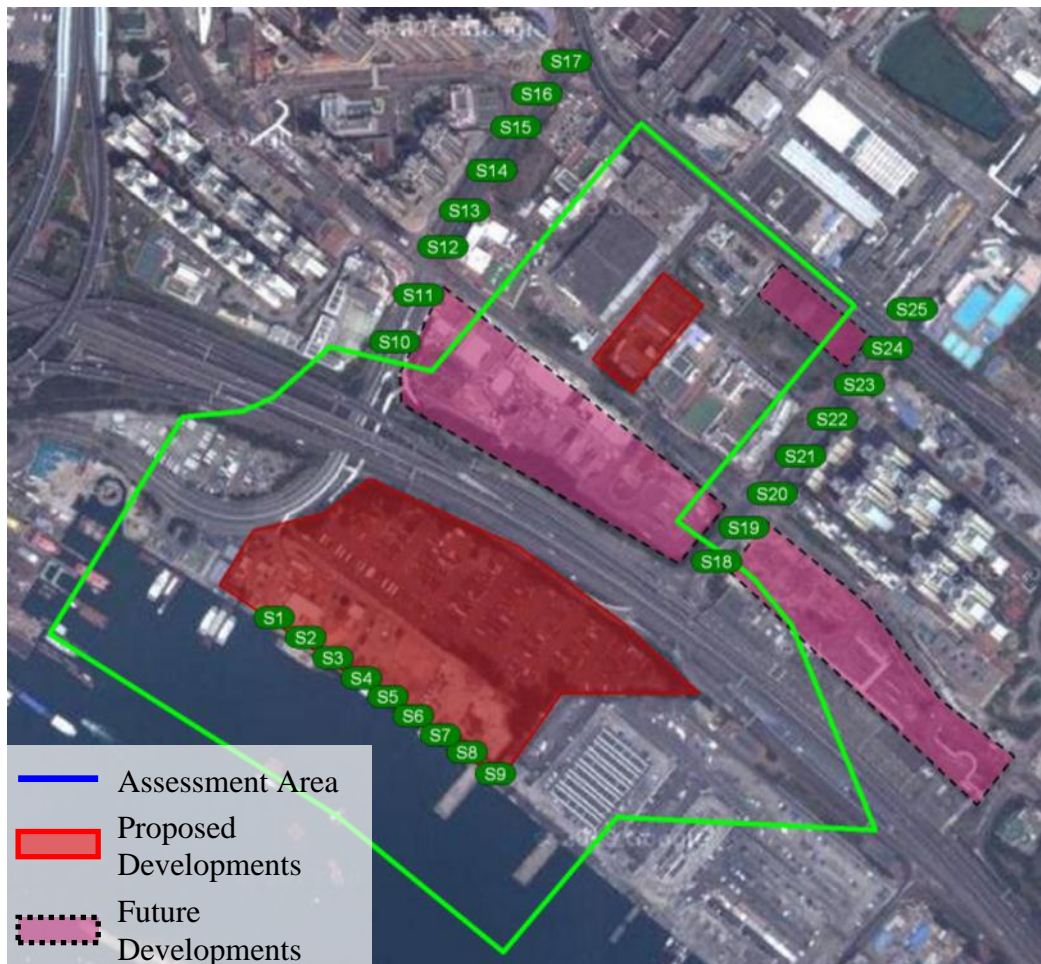 S17
S16
S15
S14
S13
S12
S11
S10
S25
S24
S23
S22
S21
S20
S19
S18
S1
S2
S3
S4
S5
S6
S7
S8
S9
Assessment Area
Proposed
Developments
Future
Developments